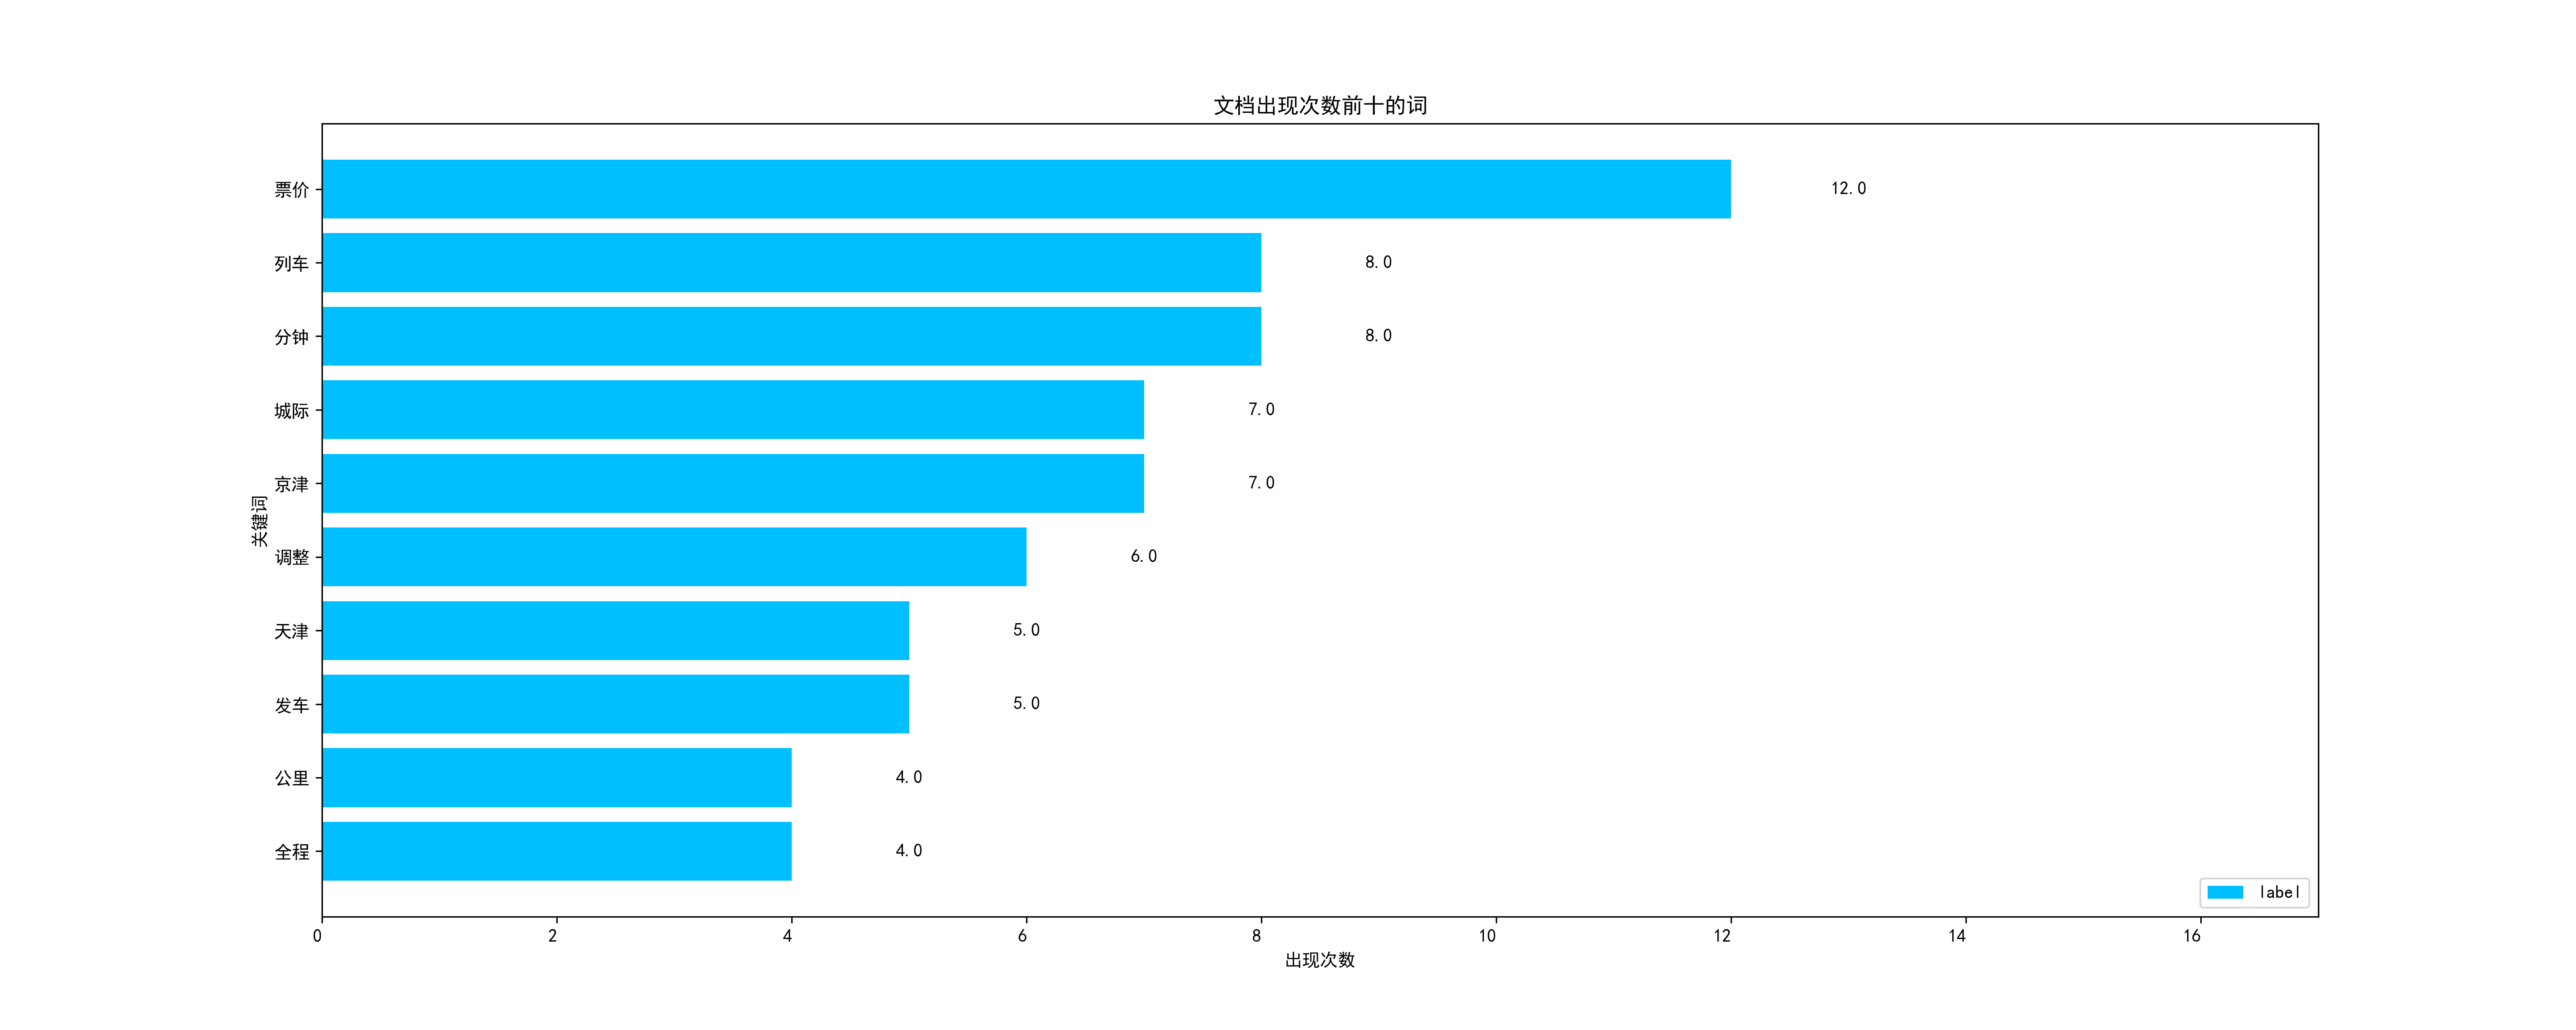 文档出现次数前十的词
票价 12.0
列车 8.0
分钟 8.0
城际 7.0
京津 7.0
关键词
调整 6.0
天津 5.0
发车 5.0
公里 4.0
全程 4.0
label
0 2 4 6 8 10 12 14 16
出现次数